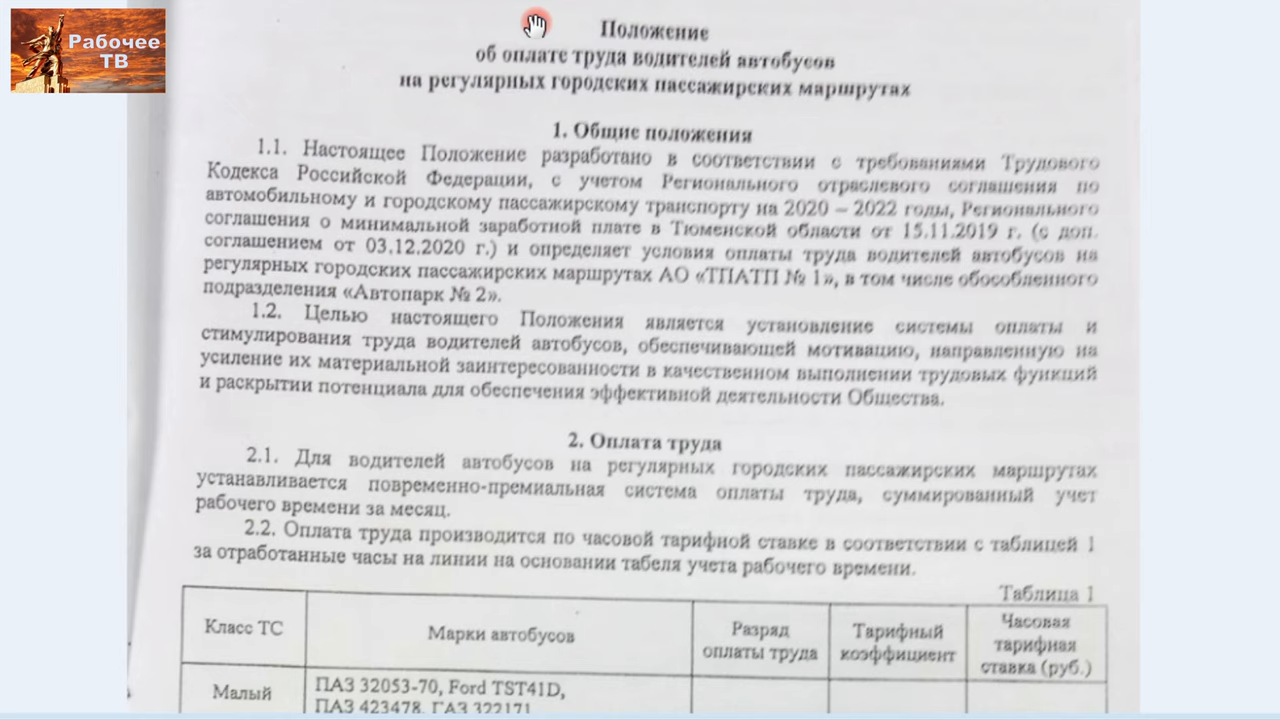 Рабочее
ТВ
Положение
об оплате труда водителей автобусов
на регулярных городских пассажирских маршрутах
1. Общие положения
1.1. Настоящее Положение разработано в соответствии с требованиями Трудового
Кодекса Российской Федерации, с учетом Регионального отраслевого соглашения по
автомобильному и городскому пассажирскому транспорту на 2020 – 2022 годы, Регионального
соглашения о минимальной заработной плате в Тюменской области от 15.11.2019 г. (с доп.
соглашением от 03.12.2020 г.) и определяет условия оплаты труда водителей автобусов на
регулярных городских пассажирских маршрутах АО «ТПАТП № 1», в том числе обособленного
подразделения «Автопарк № 2».
1.2. Целью настоящего Положения является установление системы оплаты и
стимулирования труда водителей автобусов, обеспечивающей мотивацию, направленную на
усиление их материальной заинтересованности в качественном выполнении трудовых функций
и раскрытии потенциала для обеспечения эффективной деятельности Общества.
2. Оплата труда
2.1. Для водителей автобусов на регулярных городских пассажирских маршрутах
устанавливается повременно-премиальная система оплаты труда, суммированный учет
рабочего времени за месяц.
2.2. Оплата труда производится по часовой тарифной ставке в соответствии с таблицей 1
за отработанные часы на линии на основании табеля учета рабочего времени.
Таблица 1
Класс ТС
Марки автобусов
Разряд
оплаты труда
Тарифный
коэффициент
Часовая
тарифная
ставка (руб.)
Малый
ПАЗ 32053-70, Ford TST41D,
ПАЗ 423478, ГАЗ 322171